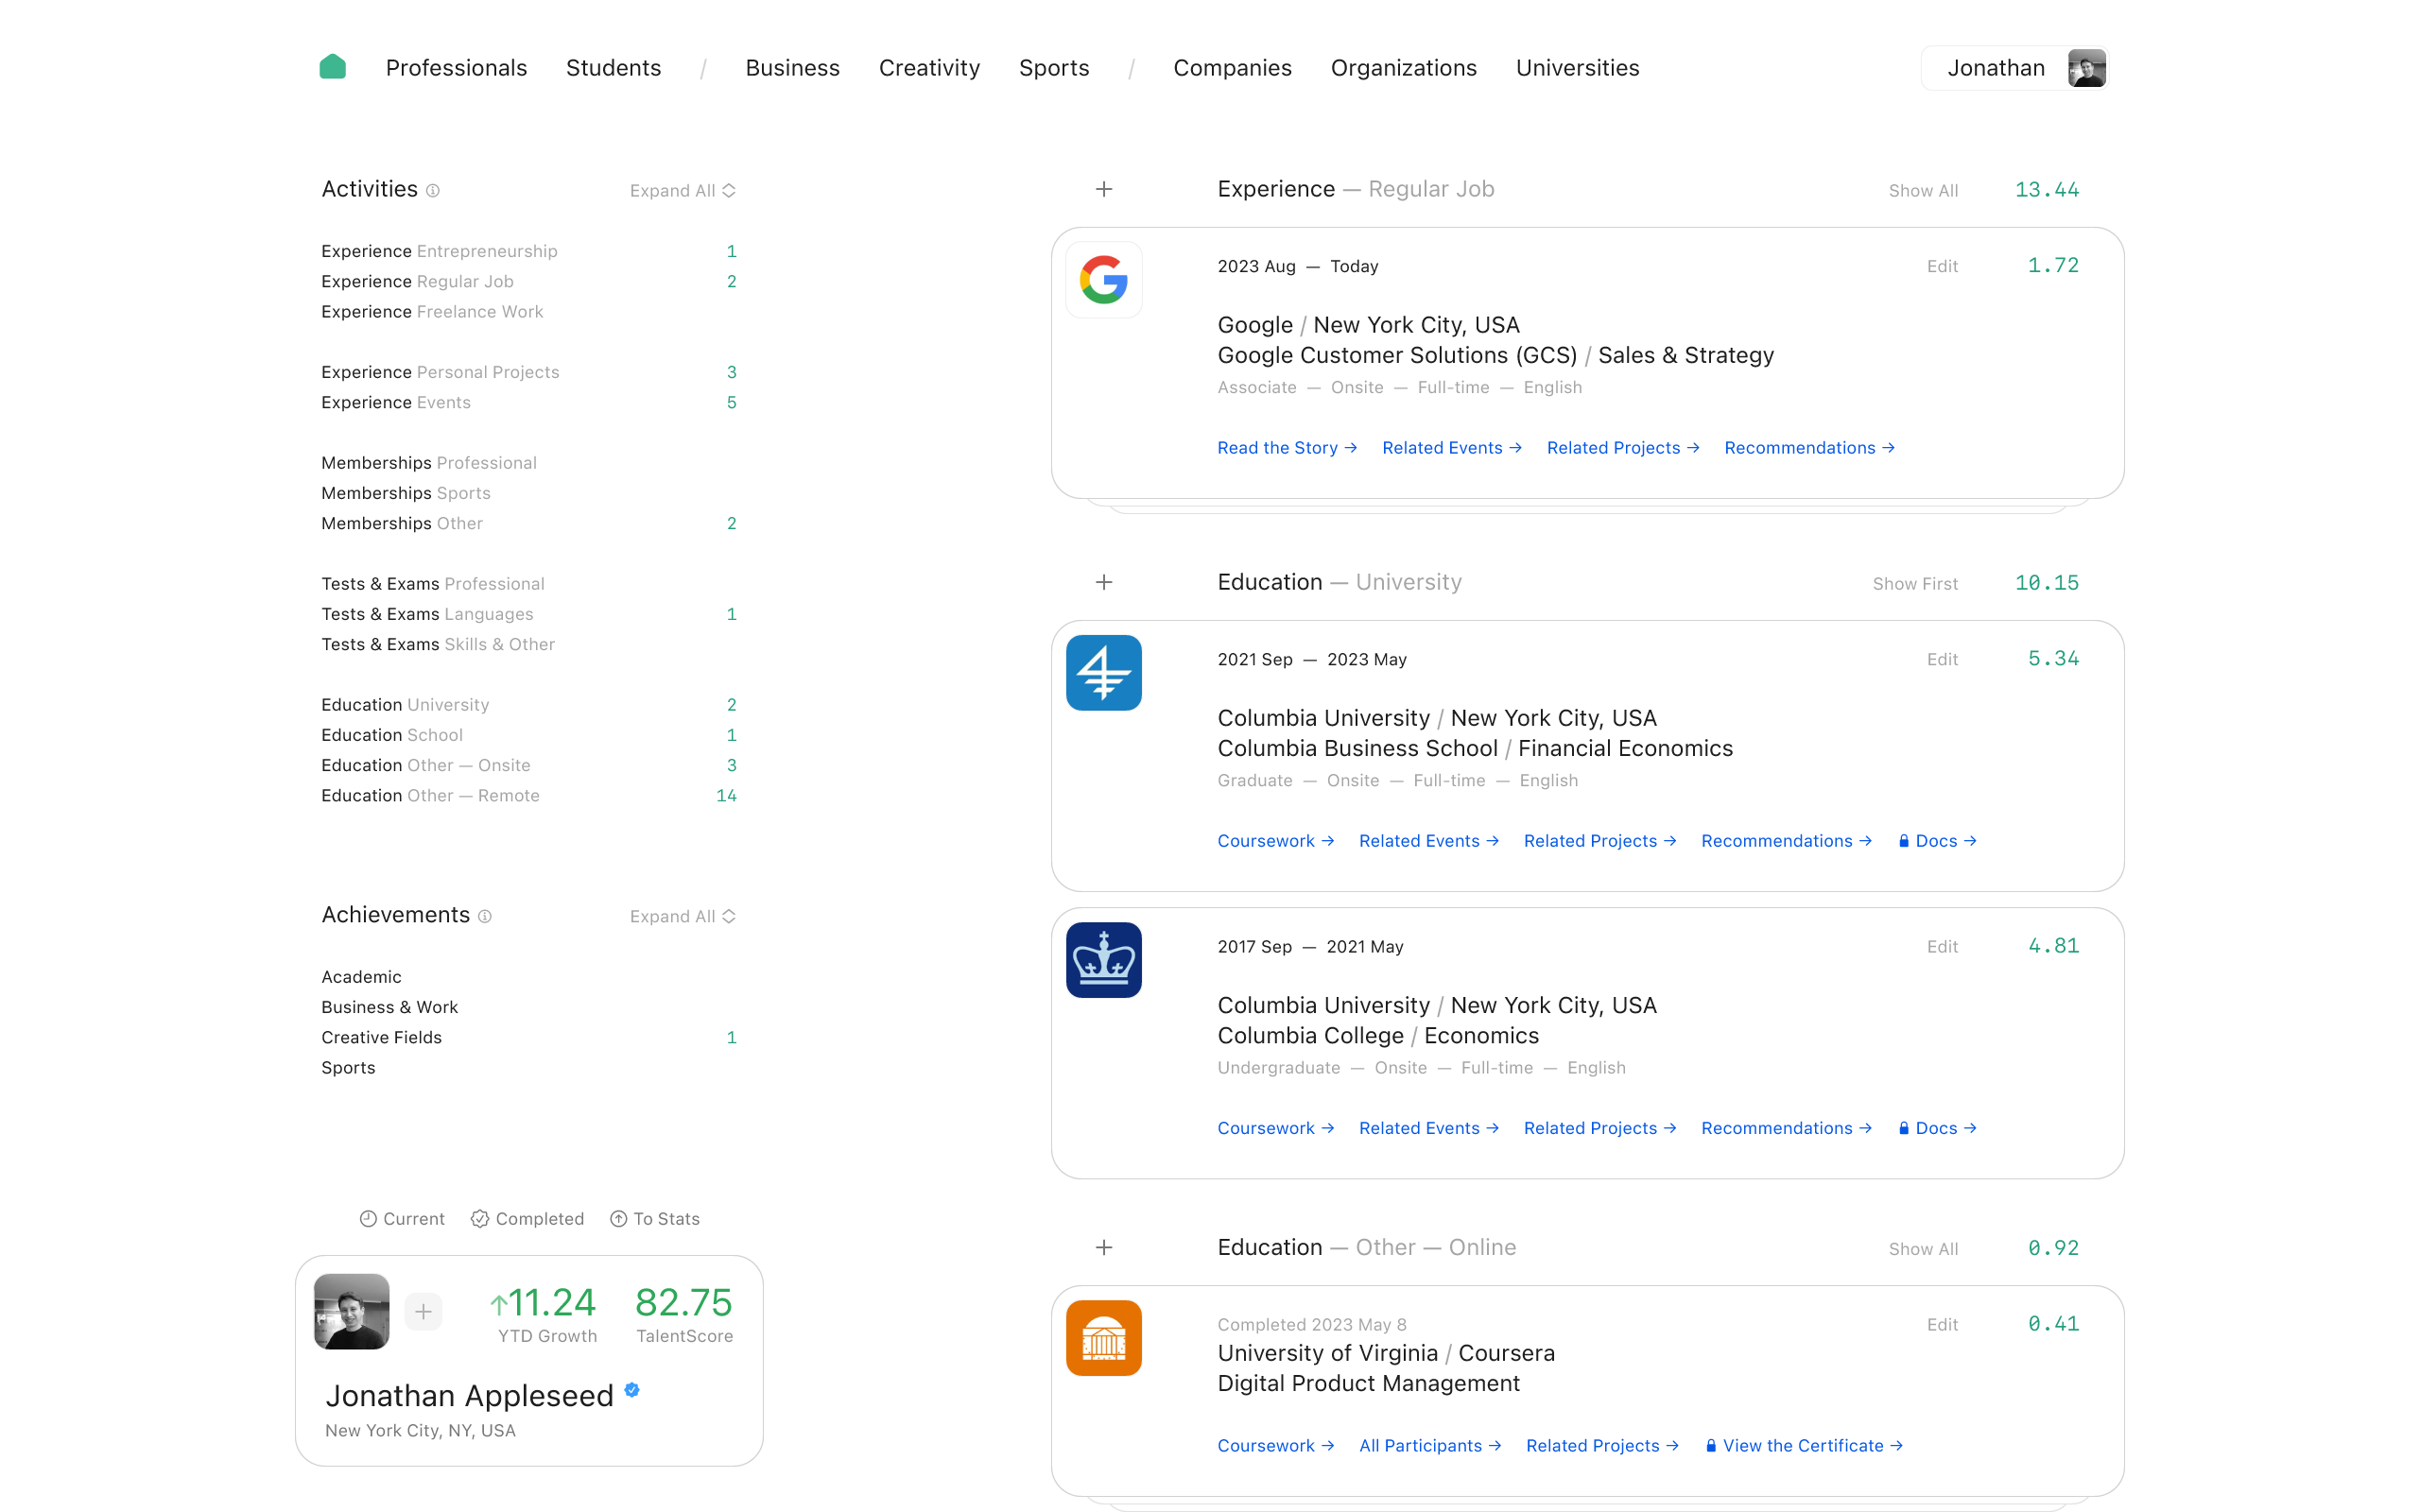 Professionals Students / Business Creativity Sports / Companies Organizations Universities Jonathan
Activities Expand All
Experience Entrepreneurship 1
Experience Regular Job 2
Experience Freelance Work
Experience Personal Projects 3
Experience Events 5
Memberships Professional
Memberships Sports
Memberships Other 2
Tests & Exams Professional
Tests & Exams Languages 1
Tests & Exams Skills & Other
Education University 2
Education School 1
Education Other — Onsite 3
Education Other — Remote 14
Achievements Expand All
Academic
Business & Work
Creative Fields 1
Sports
Current Completed To Stats
↑11.24 82.75
YTD Growth TalentScore
Jonathan Appleseed
New York City, NY, USA
+ Experience — Regular Job Show All 13.44
2023 Aug — Today Edit 1.72
Google / New York City, USA
Google Customer Solutions (GCS) / Sales & Strategy
Associate — Onsite — Full-time — English
Read the Story → Related Events → Related Projects → Recommendations →
+ Education — University Show First 10.15
2021 Sep — 2023 May Edit 5.34
Columbia University / New York City, USA
Columbia Business School / Financial Economics
Graduate — Onsite — Full-time — English
Coursework → Related Events → Related Projects → Recommendations → Docs →
2017 Sep — 2021 May Edit 4.81
Columbia University / New York City, USA
Columbia College / Economics
Undergraduate — Onsite — Full-time — English
Coursework → Related Events → Related Projects → Recommendations → Docs →
+ Education — Other — Online Show All 0.92
Completed 2023 May 8 Edit 0.41
University of Virginia / Coursera
Digital Product Management
Coursework → All Participants → Related Projects → View the Certificate →